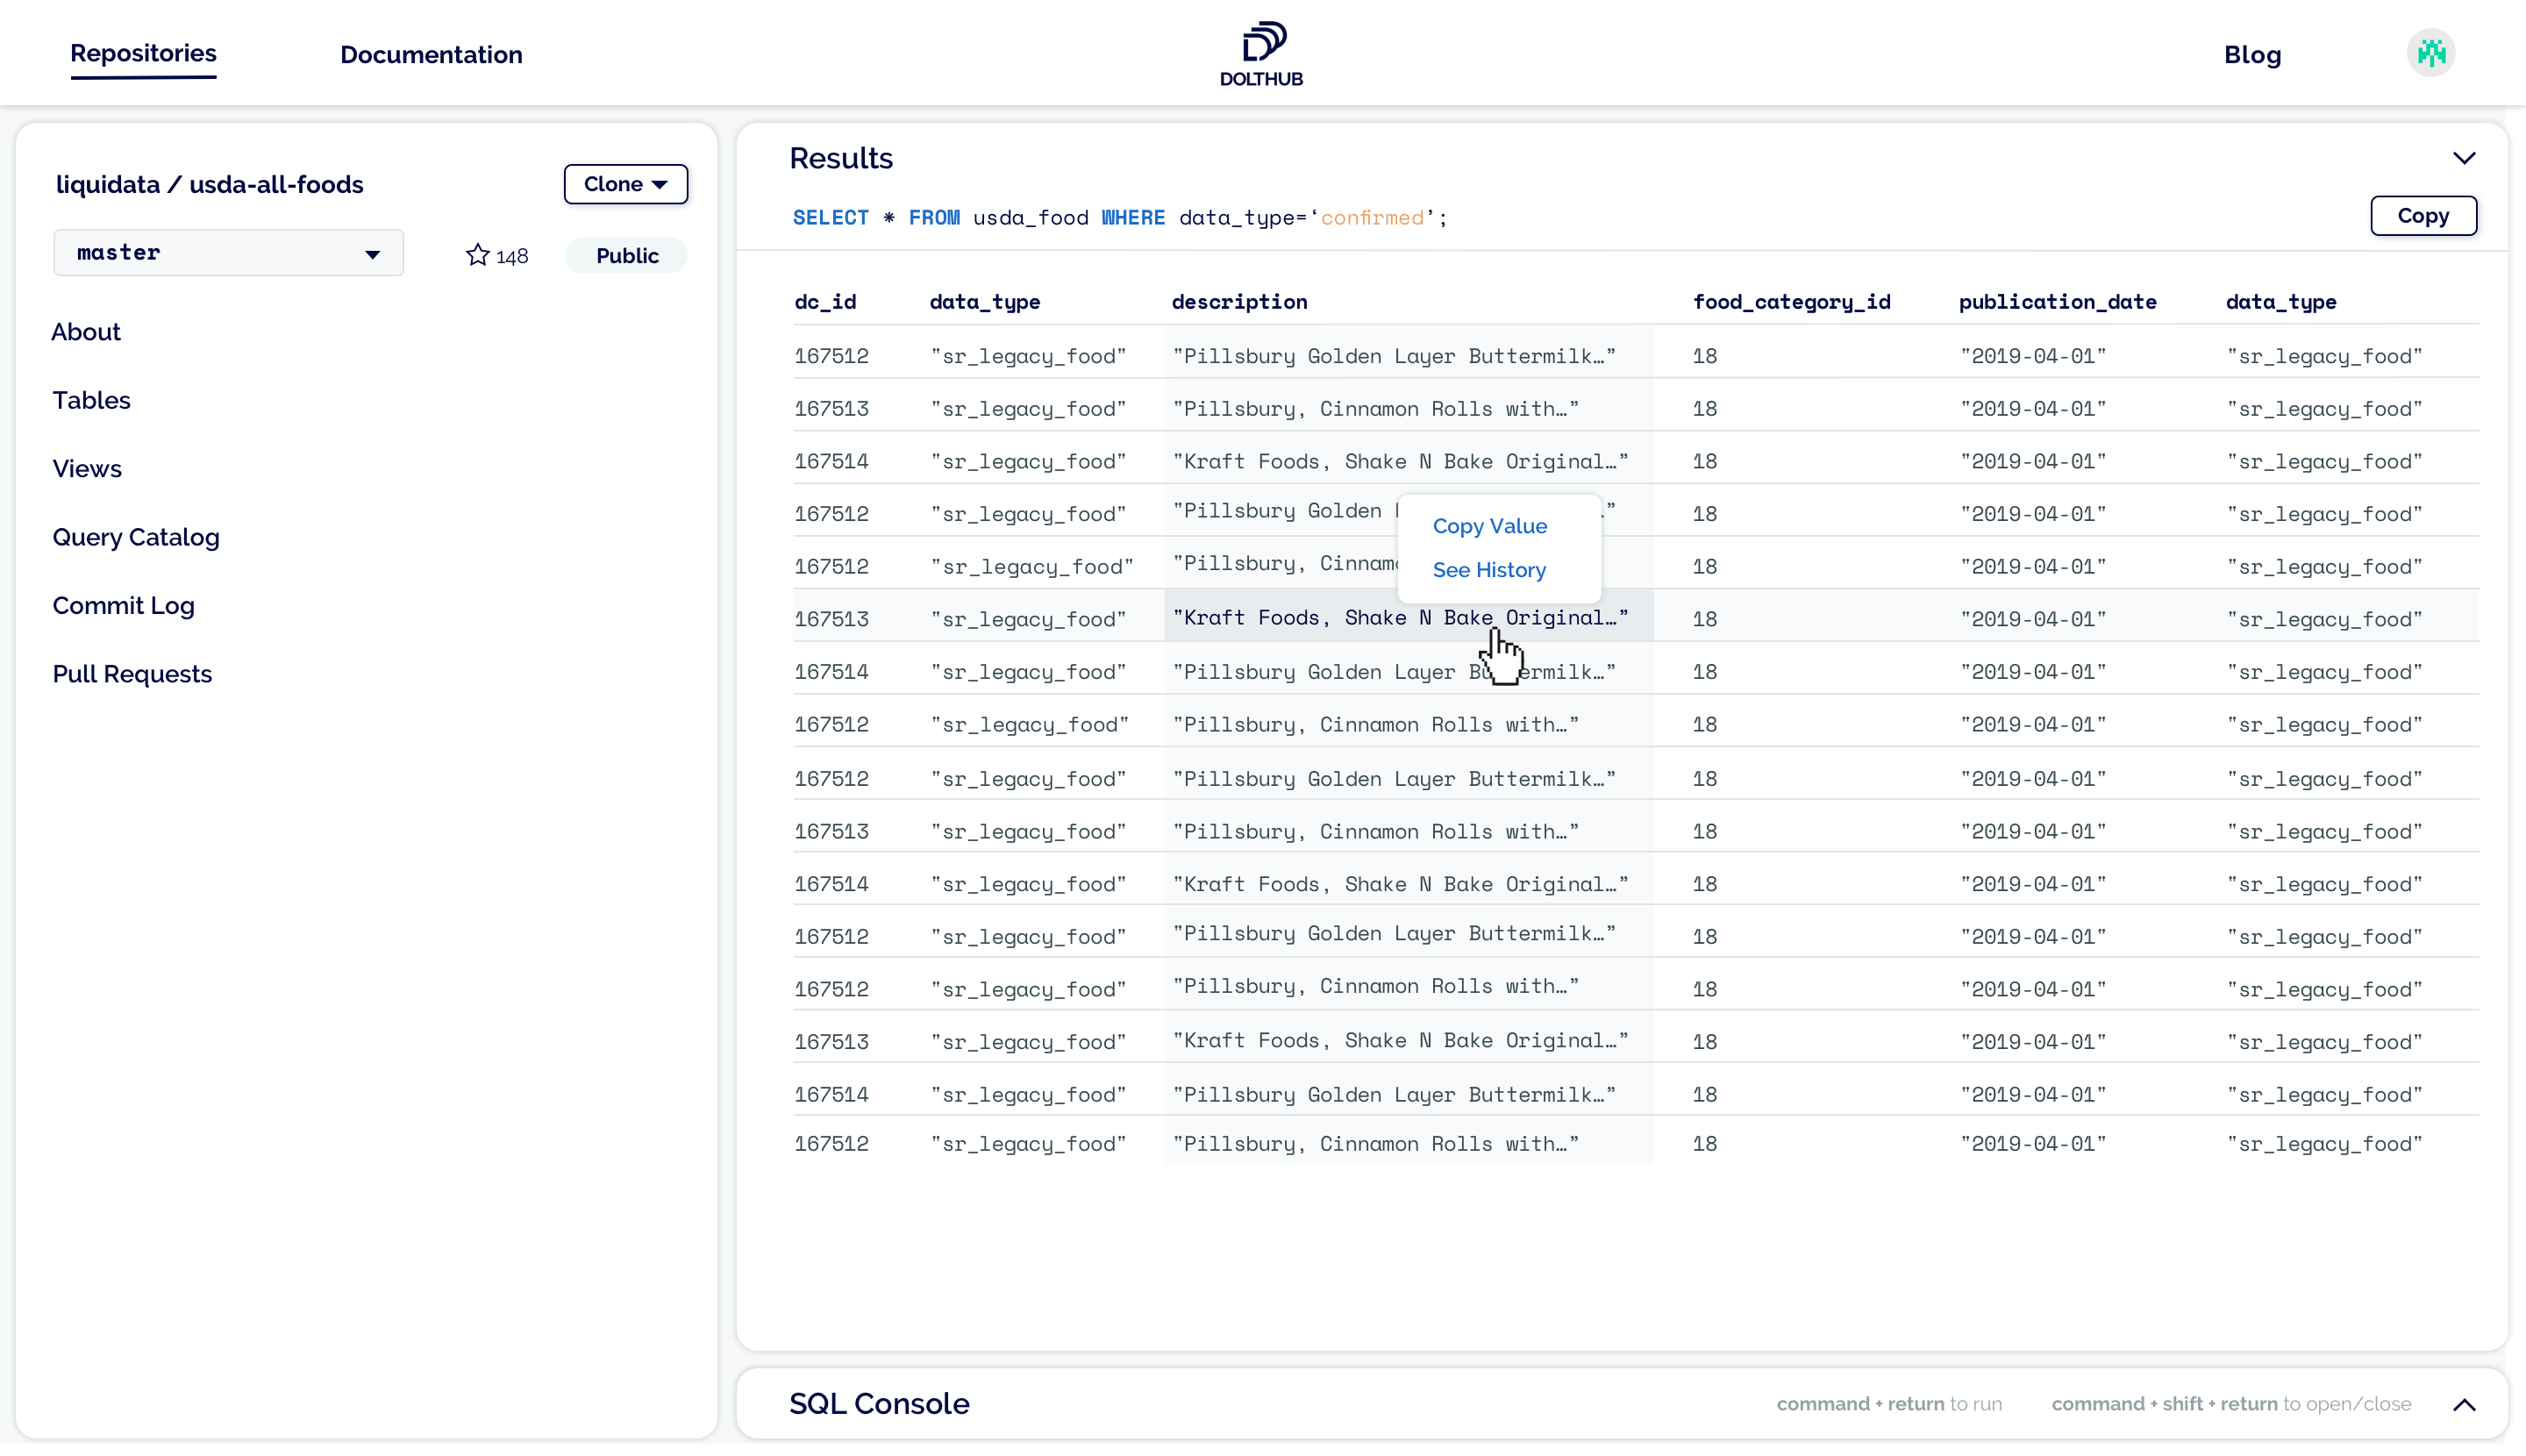 Repositories Documentation DOLTHUB Blog
liquidata / usda-all-foods Clone
master 148 Public
About
Tables
Views
Query Catalog
Commit Log
Pull Requests
Results
SELECT * FROM usda_food WHERE data_type=‘confirmed’; Copy
dc_id data_type description food_category_id publication_date data_type
167512 "sr_legacy_food" "Pillsbury Golden Layer Buttermilk…” 18 "2019-04-01" "sr_legacy_food"
167513 "sr_legacy_food" "Pillsbury, Cinnamon Rolls with…” 18 "2019-04-01" "sr_legacy_food"
167514 "sr_legacy_food" "Kraft Foods, Shake N Bake Original…” 18 "2019-04-01" "sr_legacy_food"
167512 "sr_legacy_food" "Pillsbury Golden 18 "2019-04-01" "sr_legacy_food"
Copy Value
167512 "sr_legacy_food" "Pillsbury, 18 "2019-04-01" "sr_legacy_food"
See History
167513 "sr_legacy_food" "Kraft Foods, Shake N Bake Original…” 18 "2019-04-01" "sr_legacy_food"
167514 "sr_legacy_food" "Pillsbury Golden Layer Buttermilk…” 18 "2019-04-01" "sr_legacy_food"
167512 "sr_legacy_food" "Pillsbury, Cinnamon Rolls with…” 18 "2019-04-01" "sr_legacy_food"
167512 "sr_legacy_food" "Pillsbury Golden Layer Buttermilk…” 18 "2019-04-01" "sr_legacy_food"
167513 "sr_legacy_food" "Pillsbury, Cinnamon Rolls with…” 18 "2019-04-01" "sr_legacy_food"
167514 "sr_legacy_food" "Kraft Foods, Shake N Bake Original…” 18 "2019-04-01" "sr_legacy_food"
167512 "sr_legacy_food" "Pillsbury Golden Layer Buttermilk…” 18 "2019-04-01" "sr_legacy_food"
167512 "sr_legacy_food" "Pillsbury, Cinnamon Rolls with…” 18 "2019-04-01" "sr_legacy_food"
167513 "sr_legacy_food" "Kraft Foods, Shake N Bake Original…” 18 "2019-04-01" "sr_legacy_food"
167514 "sr_legacy_food" "Pillsbury Golden Layer Buttermilk…” 18 "2019-04-01" "sr_legacy_food"
167512 "sr_legacy_food" "Pillsbury, Cinnamon Rolls with…” 18 "2019-04-01" "sr_legacy_food"
SQL Console command + return to run command + shift + return to open/close